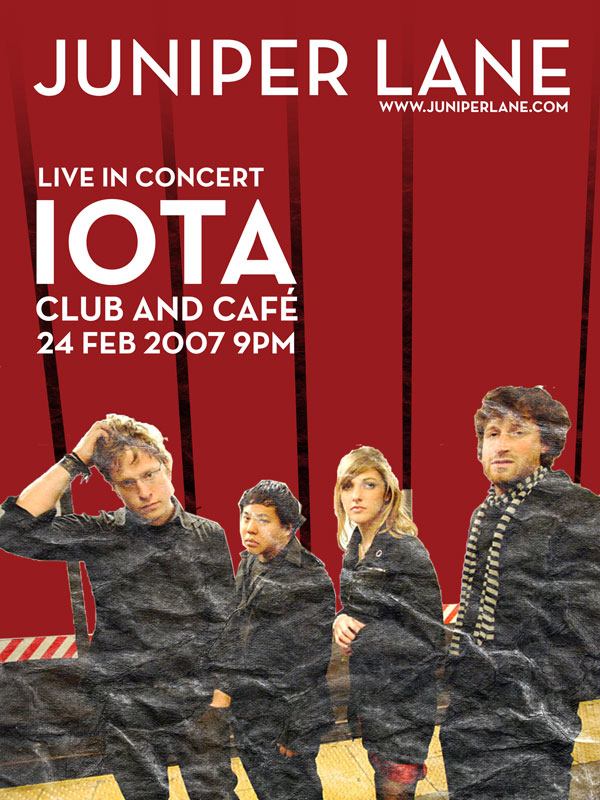 JUNIPER LANE
WWW.JUNIPERLANE.COM
LIVE IN CONCERT
IOTA
CLUB AND CAFÉ
24 FEB 2007 9PM